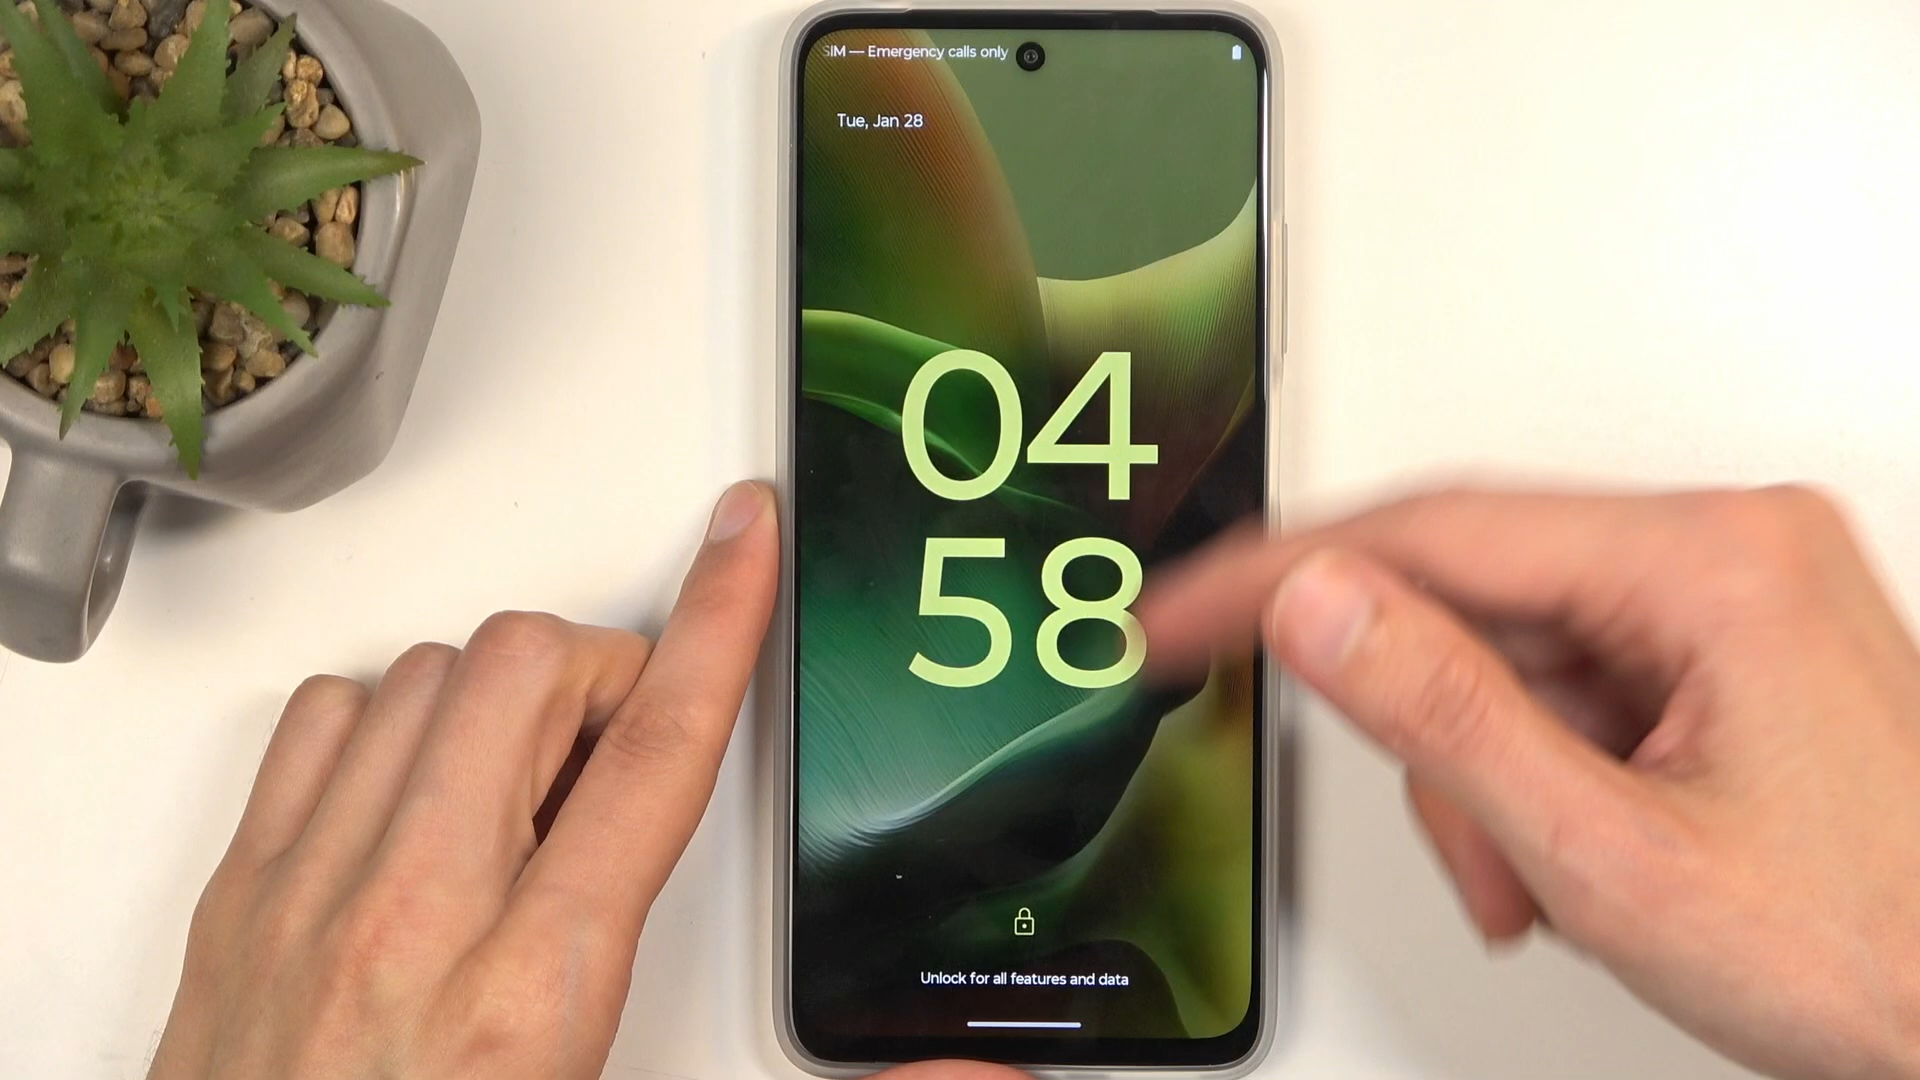 SIM — Emergency calls only
Tue, Jan 28
04
58
Unlock for all features and data